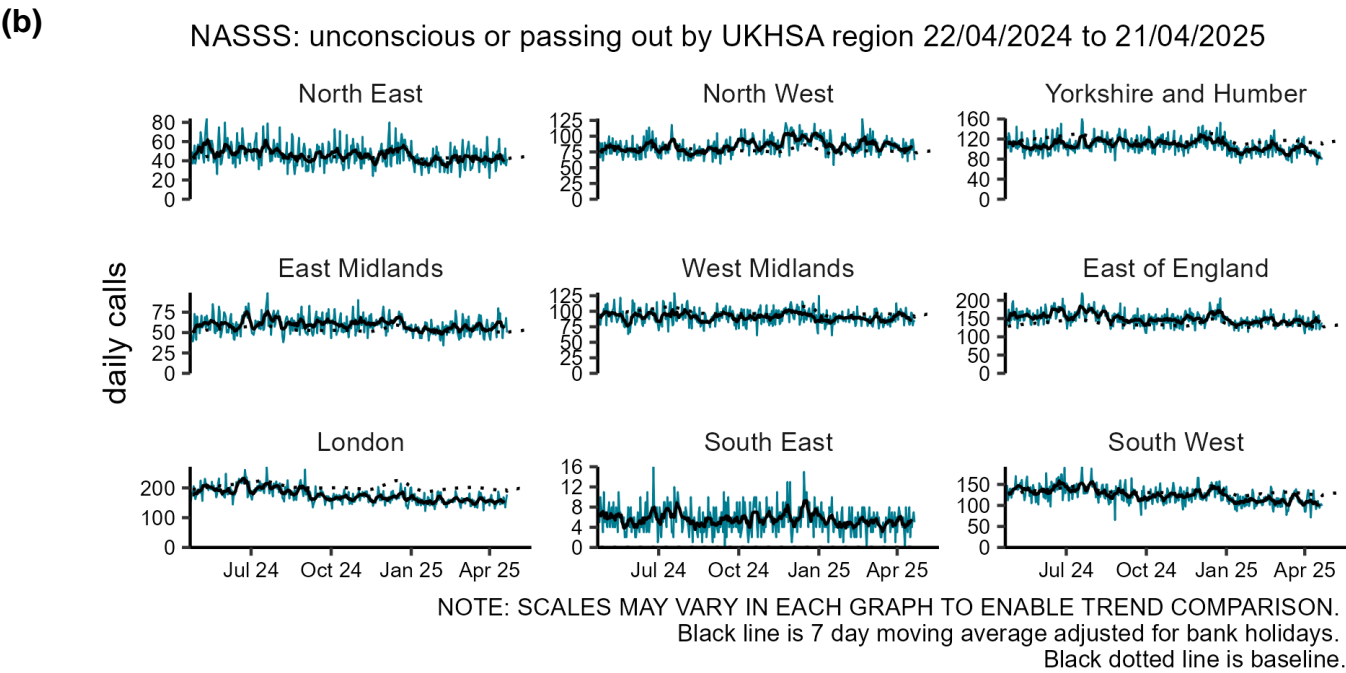 (b)
NASSS: unconscious or passing out by UKHSA region 22/04/2024 to 21/04/2025
North East
North West
Yorkshire and Humber
80
60
40
20
0
125
100
75
50
25
0
160
120
80
40
0
daily calls
East Midlands
West Midlands
East of England
75
50
25
0
125
100
75
50
25
0
200
150
100
50
0
London
South East
South West
200
100
0
16
12
8
4
0
150
100
50
0
Jul 24 Oct 24 Jan 25 Apr 25
Jul 24 Oct 24 Jan 25 Apr 25
Jul 24 Oct 24 Jan 25 Apr 25
NOTE: SCALES MAY VARY IN EACH GRAPH TO ENABLE TREND COMPARISON.
Black line is 7 day moving average adjusted for bank holidays.
Black dotted line is baseline.